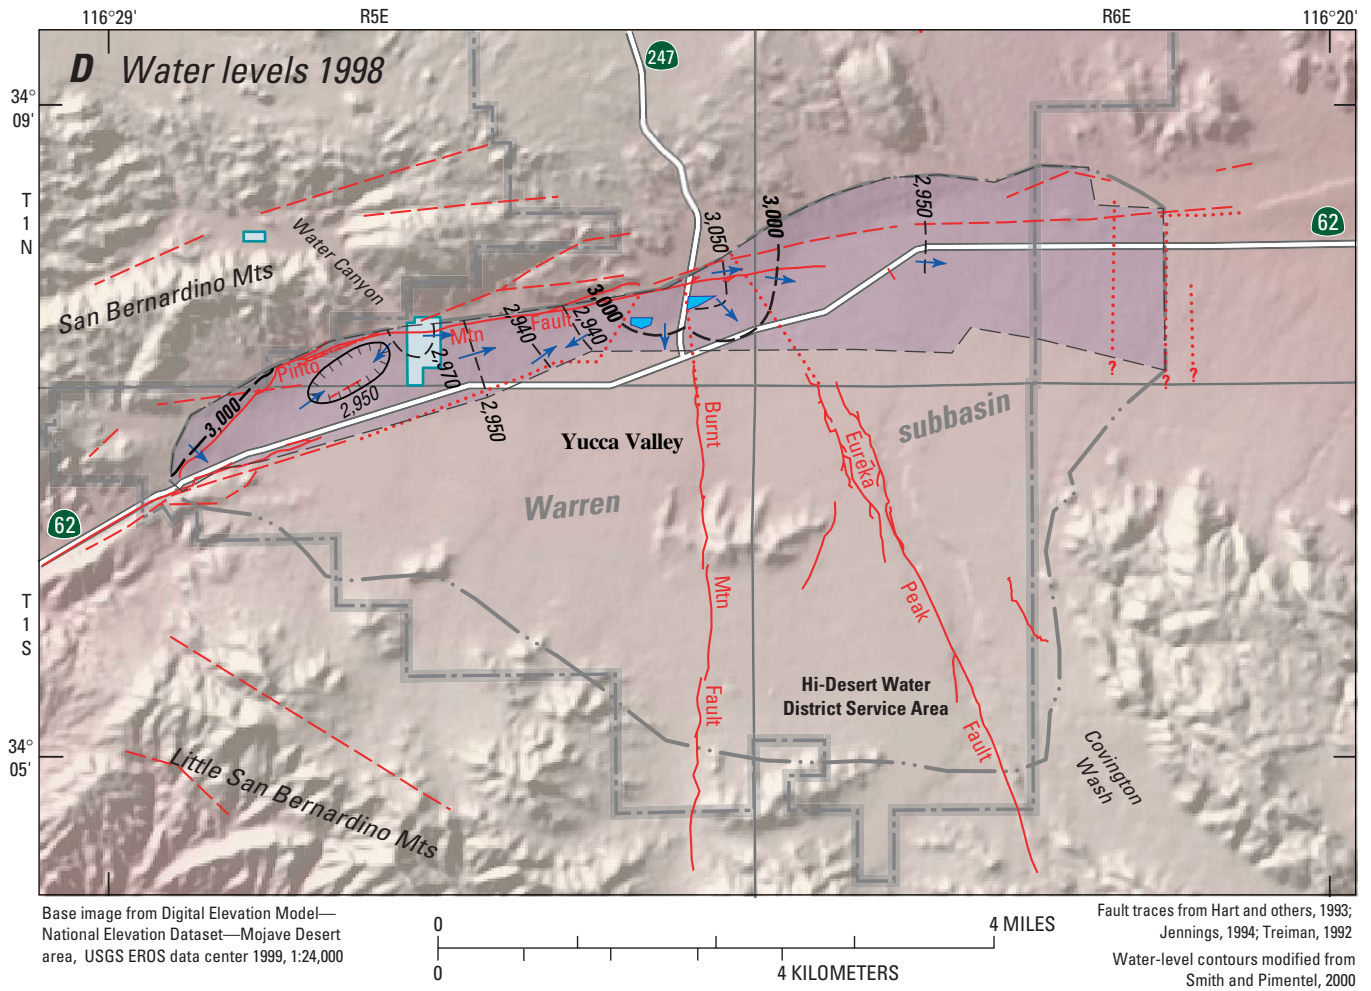 116°29'
R5E
R6E
116°20'
D Water levels 1998
247
34°
09'
T
1
N
62
Water Canyon
San Bernardino Mts
3,050
3,000
2,950
3,000
2,940
2,940
Pinto
Mtn
Fault
2,970
2,950
2,950
3,000
Yucca Valley
Burnt
Eureka
subbasin
Warren
? ? ?
62
T
1
S
Mtn
Peak
Hi-Desert Water
District Service Area
Fault
Fault
Covington
Wash
34°
05'
Little San Bernardino Mts
Base image from Digital Elevation Model—
National Elevation Dataset—Mojave Desert
area, USGS EROS data center 1999, 1:24,000
0 4 MILES
0 4 KILOMETERS
Fault traces from Hart and others, 1993;
Jennings, 1994; Treiman, 1992
Water-level contours modified from
Smith and Pimentel, 2000